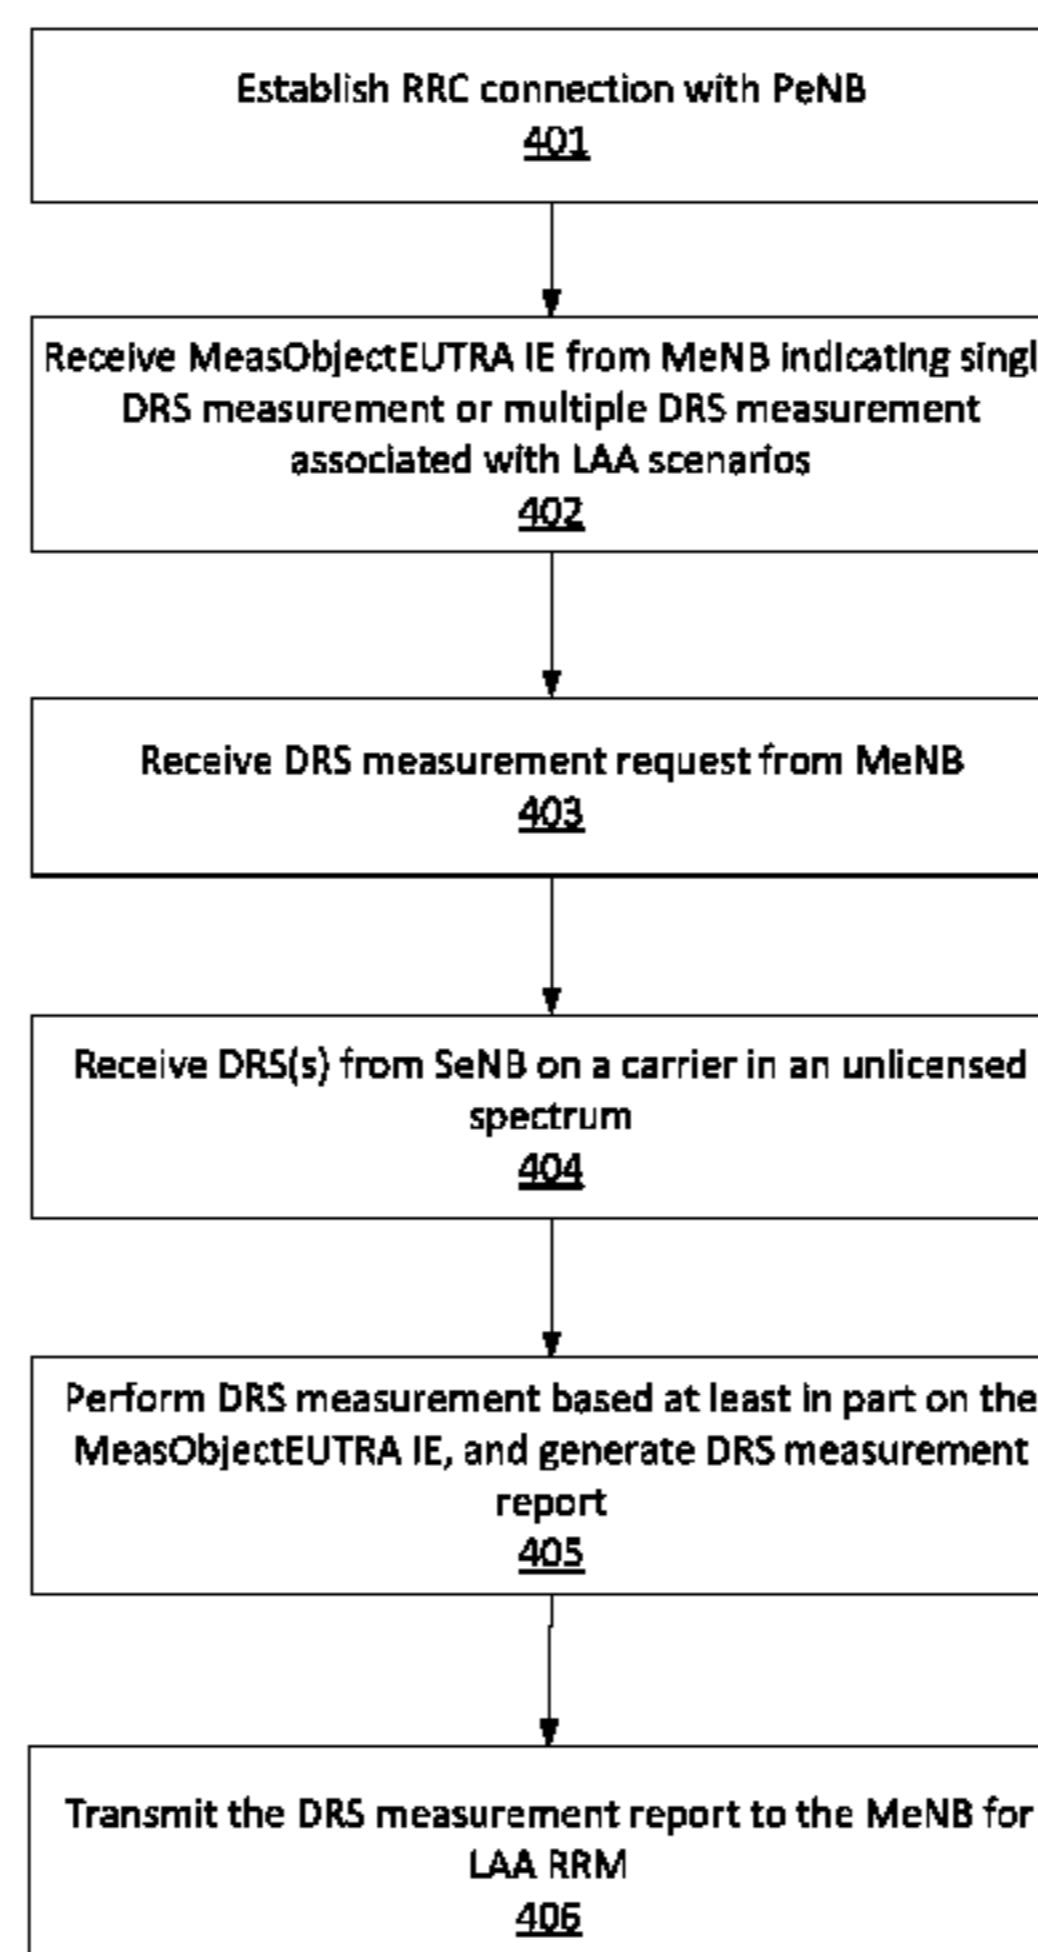 Establish RRC connection with PeNB
401
Receive MeasObjectEUTRA IE from MeNB indicating singl
DRS measurement or multiple DRS measurement
associated with LAA scenarios
402
Receive DRS measurement request from MeNB
403
Receive DRS(s) from SeNB on a carrier in an unlicensed
spectrum
404
Perform DRS measurement based at least in part on the
MeasObjectEUTRA IE, and generate DRS measurement
report
405
Transmit the DRS measurement report to the MeNB for
LAA RRM
406